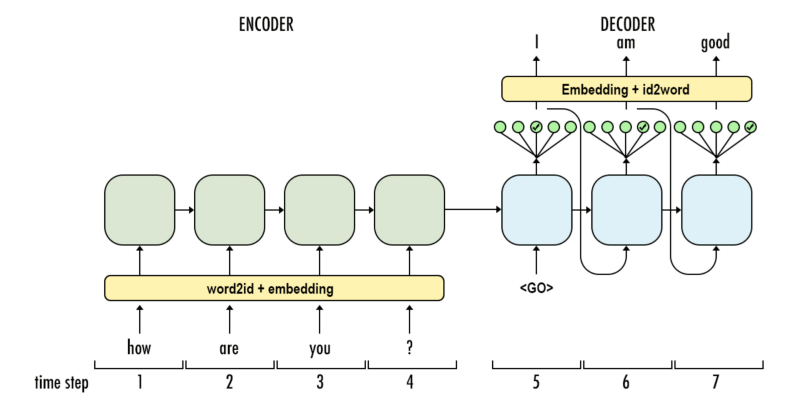 ENCODER DECODER
I am good
Embedding + id2word
word2id + embedding
<GO>
how are you ?
time step 1 2 3 4 5 6 7